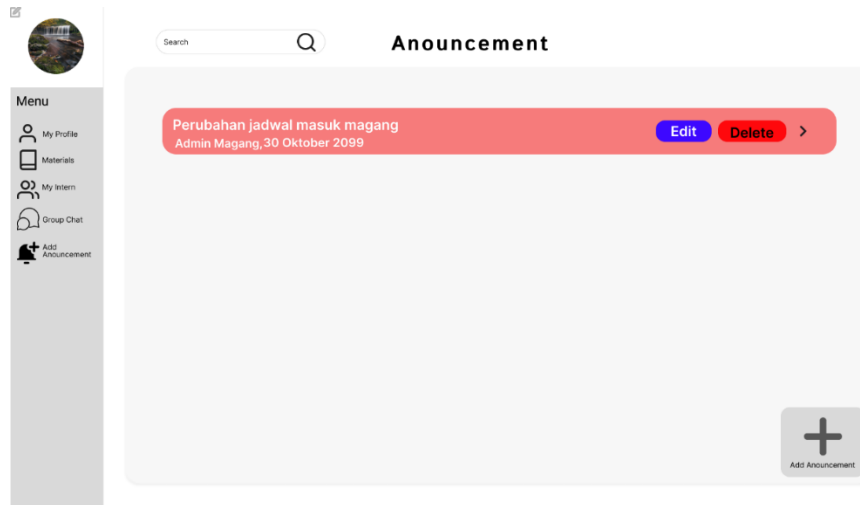 Search
Anouncement
Menu
My Profile
Materials
My Intern
Group Chat
Add
Anouncement
Perubahan jadwal masuk magang
Admin Magang,30 Oktober 2099
Edit
Delete
Add Anouncement